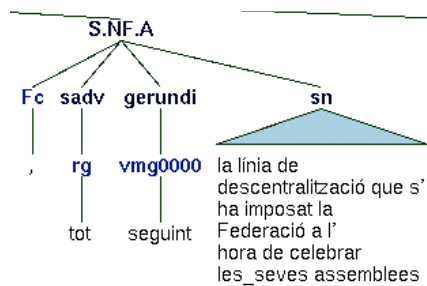 S.NF.A
Fc sadv gerundi sn
, rg vmg0000 la línia de
descentralització que s'
ha imposat la
tot seguint Federació a l'
hora de celebrar
les_seves assemblees